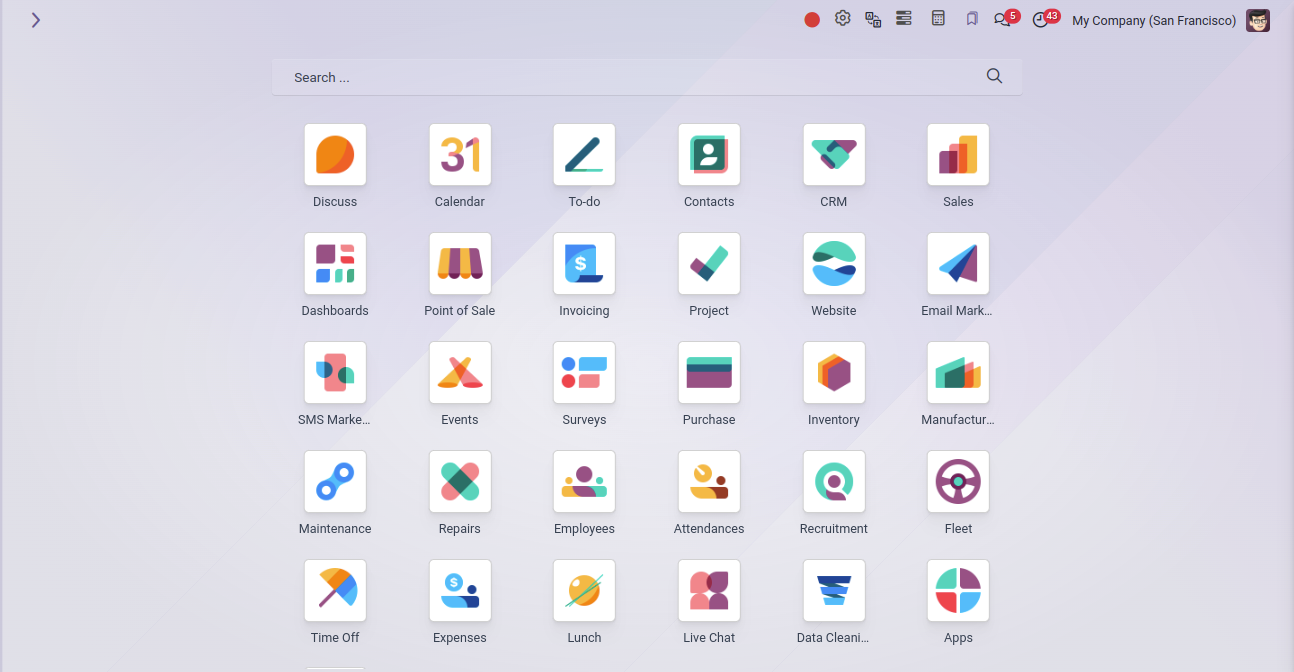 5
43
My Company (San Francisco)
Search ...
31
Discuss
Calendar
To-do
Contacts
CRM
Sales
$
Dashboards
Point of Sale
Invoicing
Project
Website
Email Mark...
SMS Marke...
Events
Surveys
Purchase
Inventory
Manufactur...
Maintenance
Repairs
Employees
Attendances
Recruitment
Fleet
$
Time Off
Expenses
Lunch
Live Chat
Data Cleani...
Apps